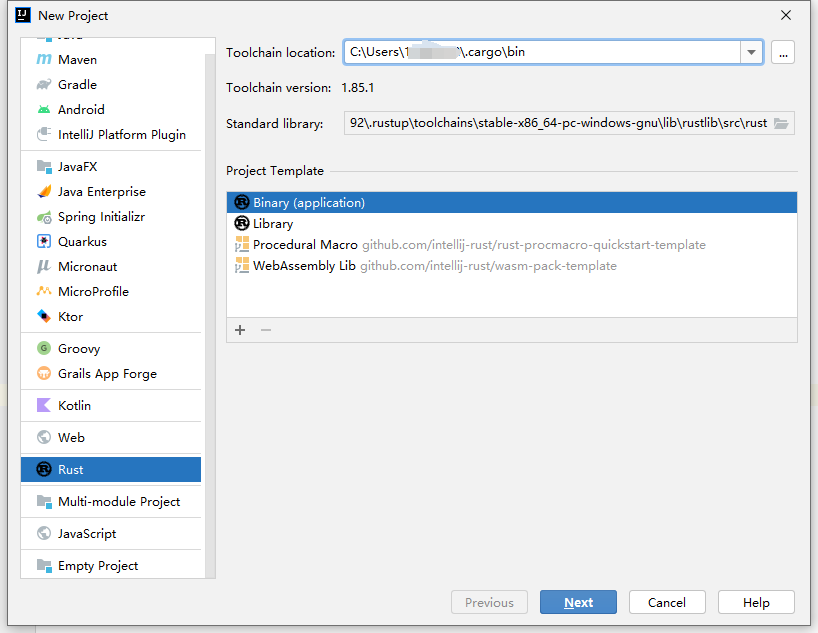 New Project
Maven
Gradle
Android
IntelliJ Platform Plugin
JavaFX
Java Enterprise
Spring Initializr
Quarkus
Micronaut
MicroProfile
Ktor
Groovy
Grails App Forge
Kotlin
Web
Rust
Multi-module Project
JavaScript
Empty Project
Toolchain location: C:\Users\ \.cargo\bin ...
Toolchain version: 1.85.1
Standard library: 92\.rustup\toolchains\stable-x86_64-pc-windows-gnu\lib\rustlib\src\rust
Project Template
Binary (application)
Library
Procedural Macro github.com/intellij-rust/rust-procmacro-quickstart-template
WebAssembly Lib github.com/intellij-rust/wasm-pack-template
+ −
Previous Next Cancel Help